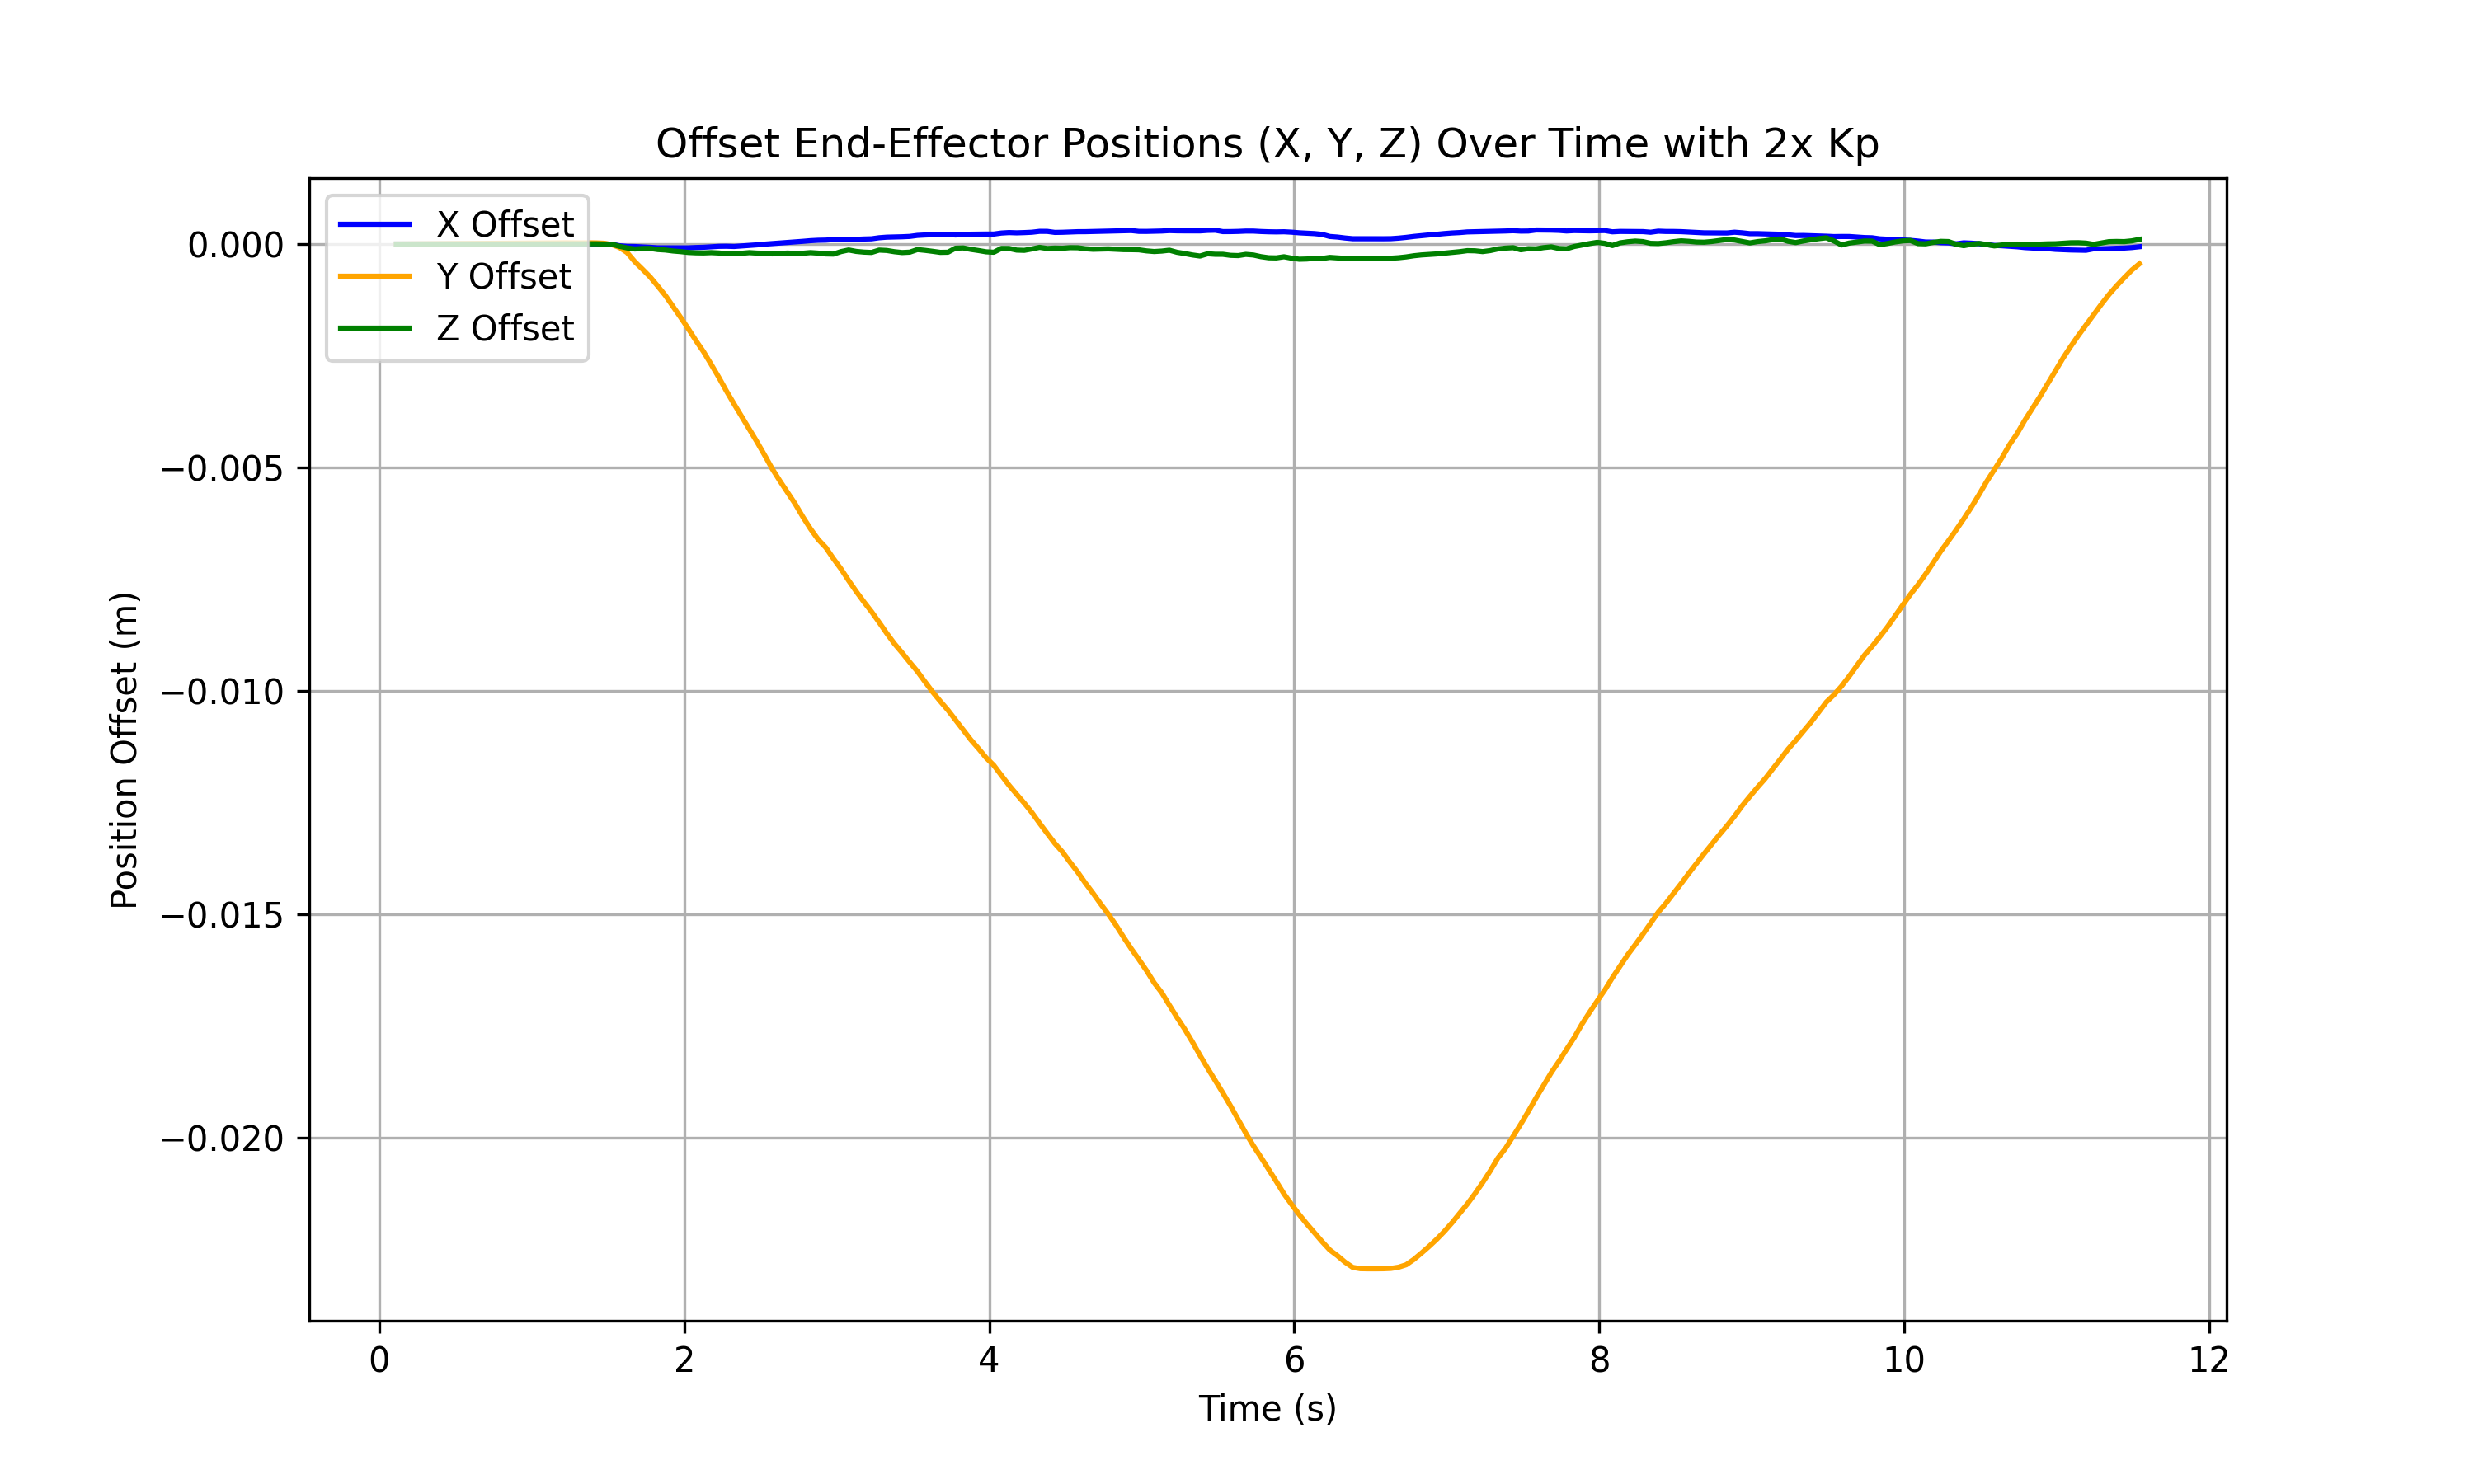 Offset End-Effector Positions (X, Y, Z) Over Time with 2x Kp
X Offset
Y Offset
Z Offset
0.000
−0.005
−0.010
−0.015
−0.020
Position Offset (m)
0 2 4 6 8 10 12
Time (s)